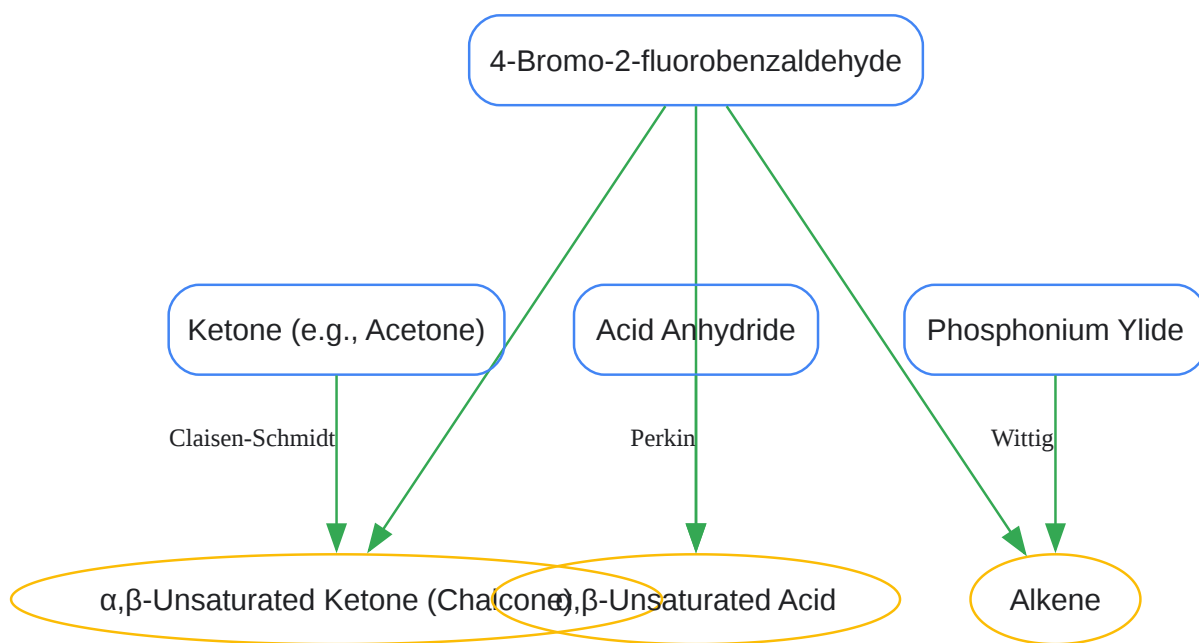 4-Bromo-2-fluorobenzaldehyde
Ketone (e.g., Acetone)
Acid Anhydride
Phosphonium Ylide
Claisen-Schmidt
Perkin
Wittig
α,β-Unsaturated Ketone (Chalcone)
α,β-Unsaturated Acid
Alkene